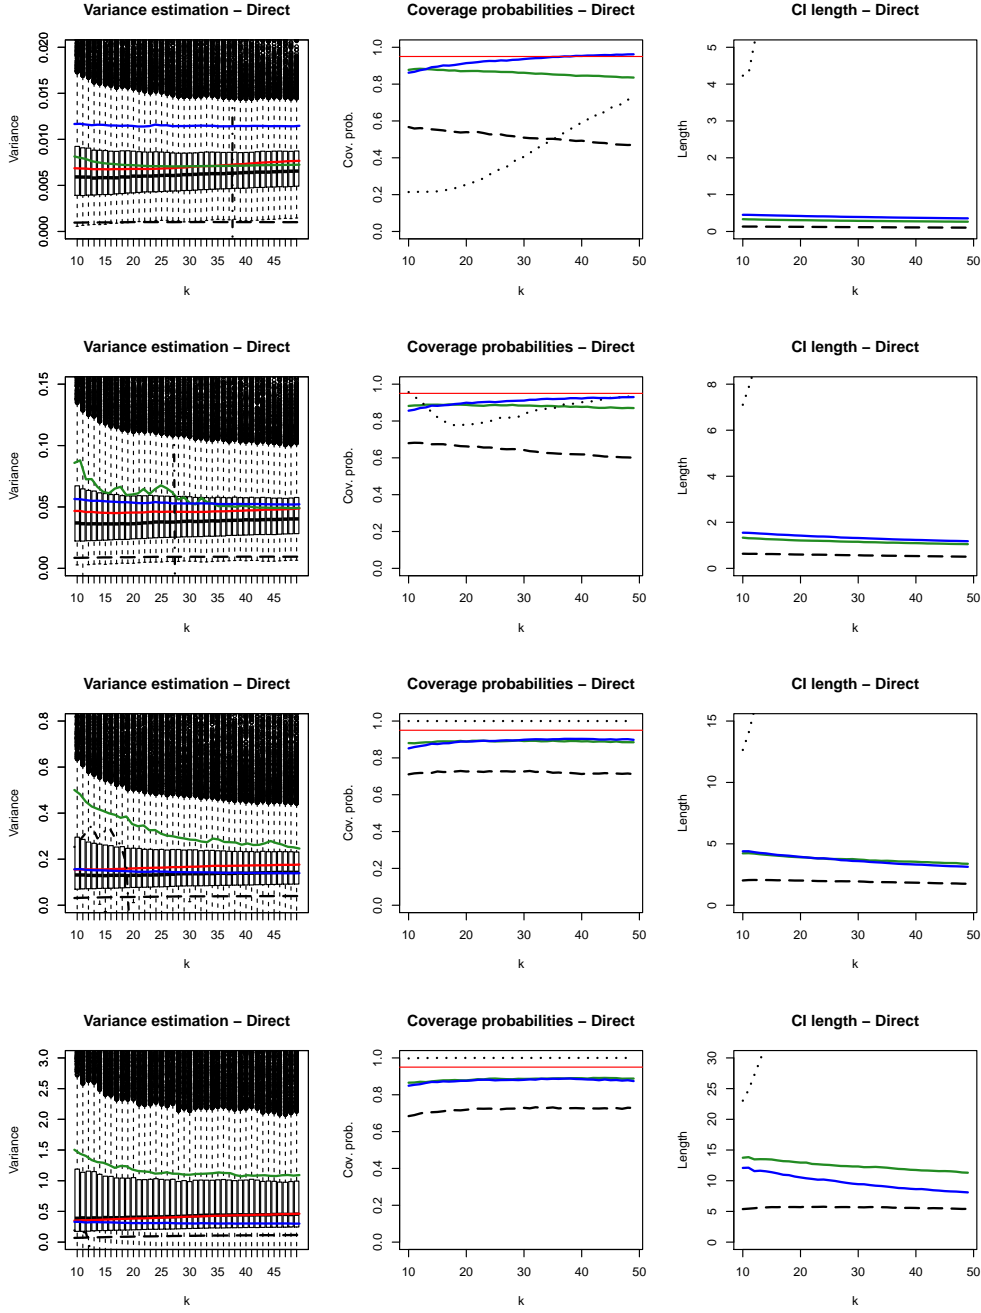 Variance estimation – Direct
Coverage probabilities – Direct
CI length – Direct
Variance
0.000 0.005 0.010 0.015 0.020
10 15 20 25 30 35 40 45
k
Cov. prob.
0.0 0.2 0.4 0.6 0.8 1.0
10 20 30 40 50
k
Length
0 1 2 3 4 5
10 20 30 40 50
k
Variance estimation – Direct
Coverage probabilities – Direct
CI length – Direct
Variance
0.00 0.05 0.10 0.15
10 15 20 25 30 35 40 45
k
Cov. prob.
0.0 0.2 0.4 0.6 0.8 1.0
10 20 30 40 50
k
Length
0 2 4 6 8
10 20 30 40 50
k
Variance estimation – Direct
Coverage probabilities – Direct
CI length – Direct
Variance
0.0 0.2 0.4 0.6 0.8
10 15 20 25 30 35 40 45
k
Cov. prob.
0.0 0.2 0.4 0.6 0.8 1.0
10 20 30 40 50
k
Length
0 5 10 15
10 20 30 40 50
k
Variance estimation – Direct
Coverage probabilities – Direct
CI length – Direct
Variance
0.0 0.5 1.0 1.5 2.0 2.5 3.0
10 15 20 25 30 35 40 45
k
Cov. prob.
0.0 0.2 0.4 0.6 0.8 1.0
10 20 30 40 50
k
Length
0 5 10 15 20 25 30
10 20 30 40 50
k